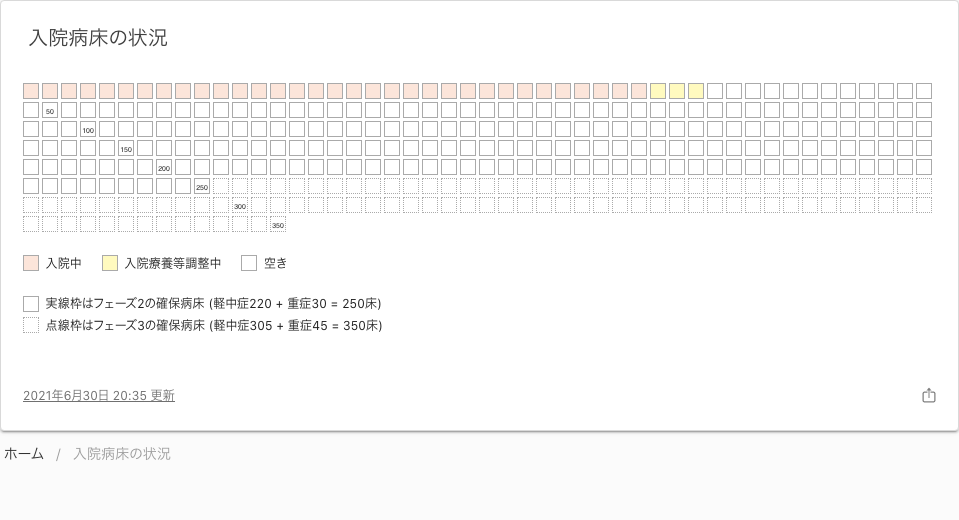 入院病床の状況
50
100
150
200
250
300
350
入院中 入院療養等調整中 空き
実線枠はフェーズ2の確保病床 (軽中症220 + 重症30 = 250床)
点線枠はフェーズ3の確保病床 (軽中症305 + 重症45 = 350床)
2021年6月30日 20:35 更新
ホーム / 入院病床の状況